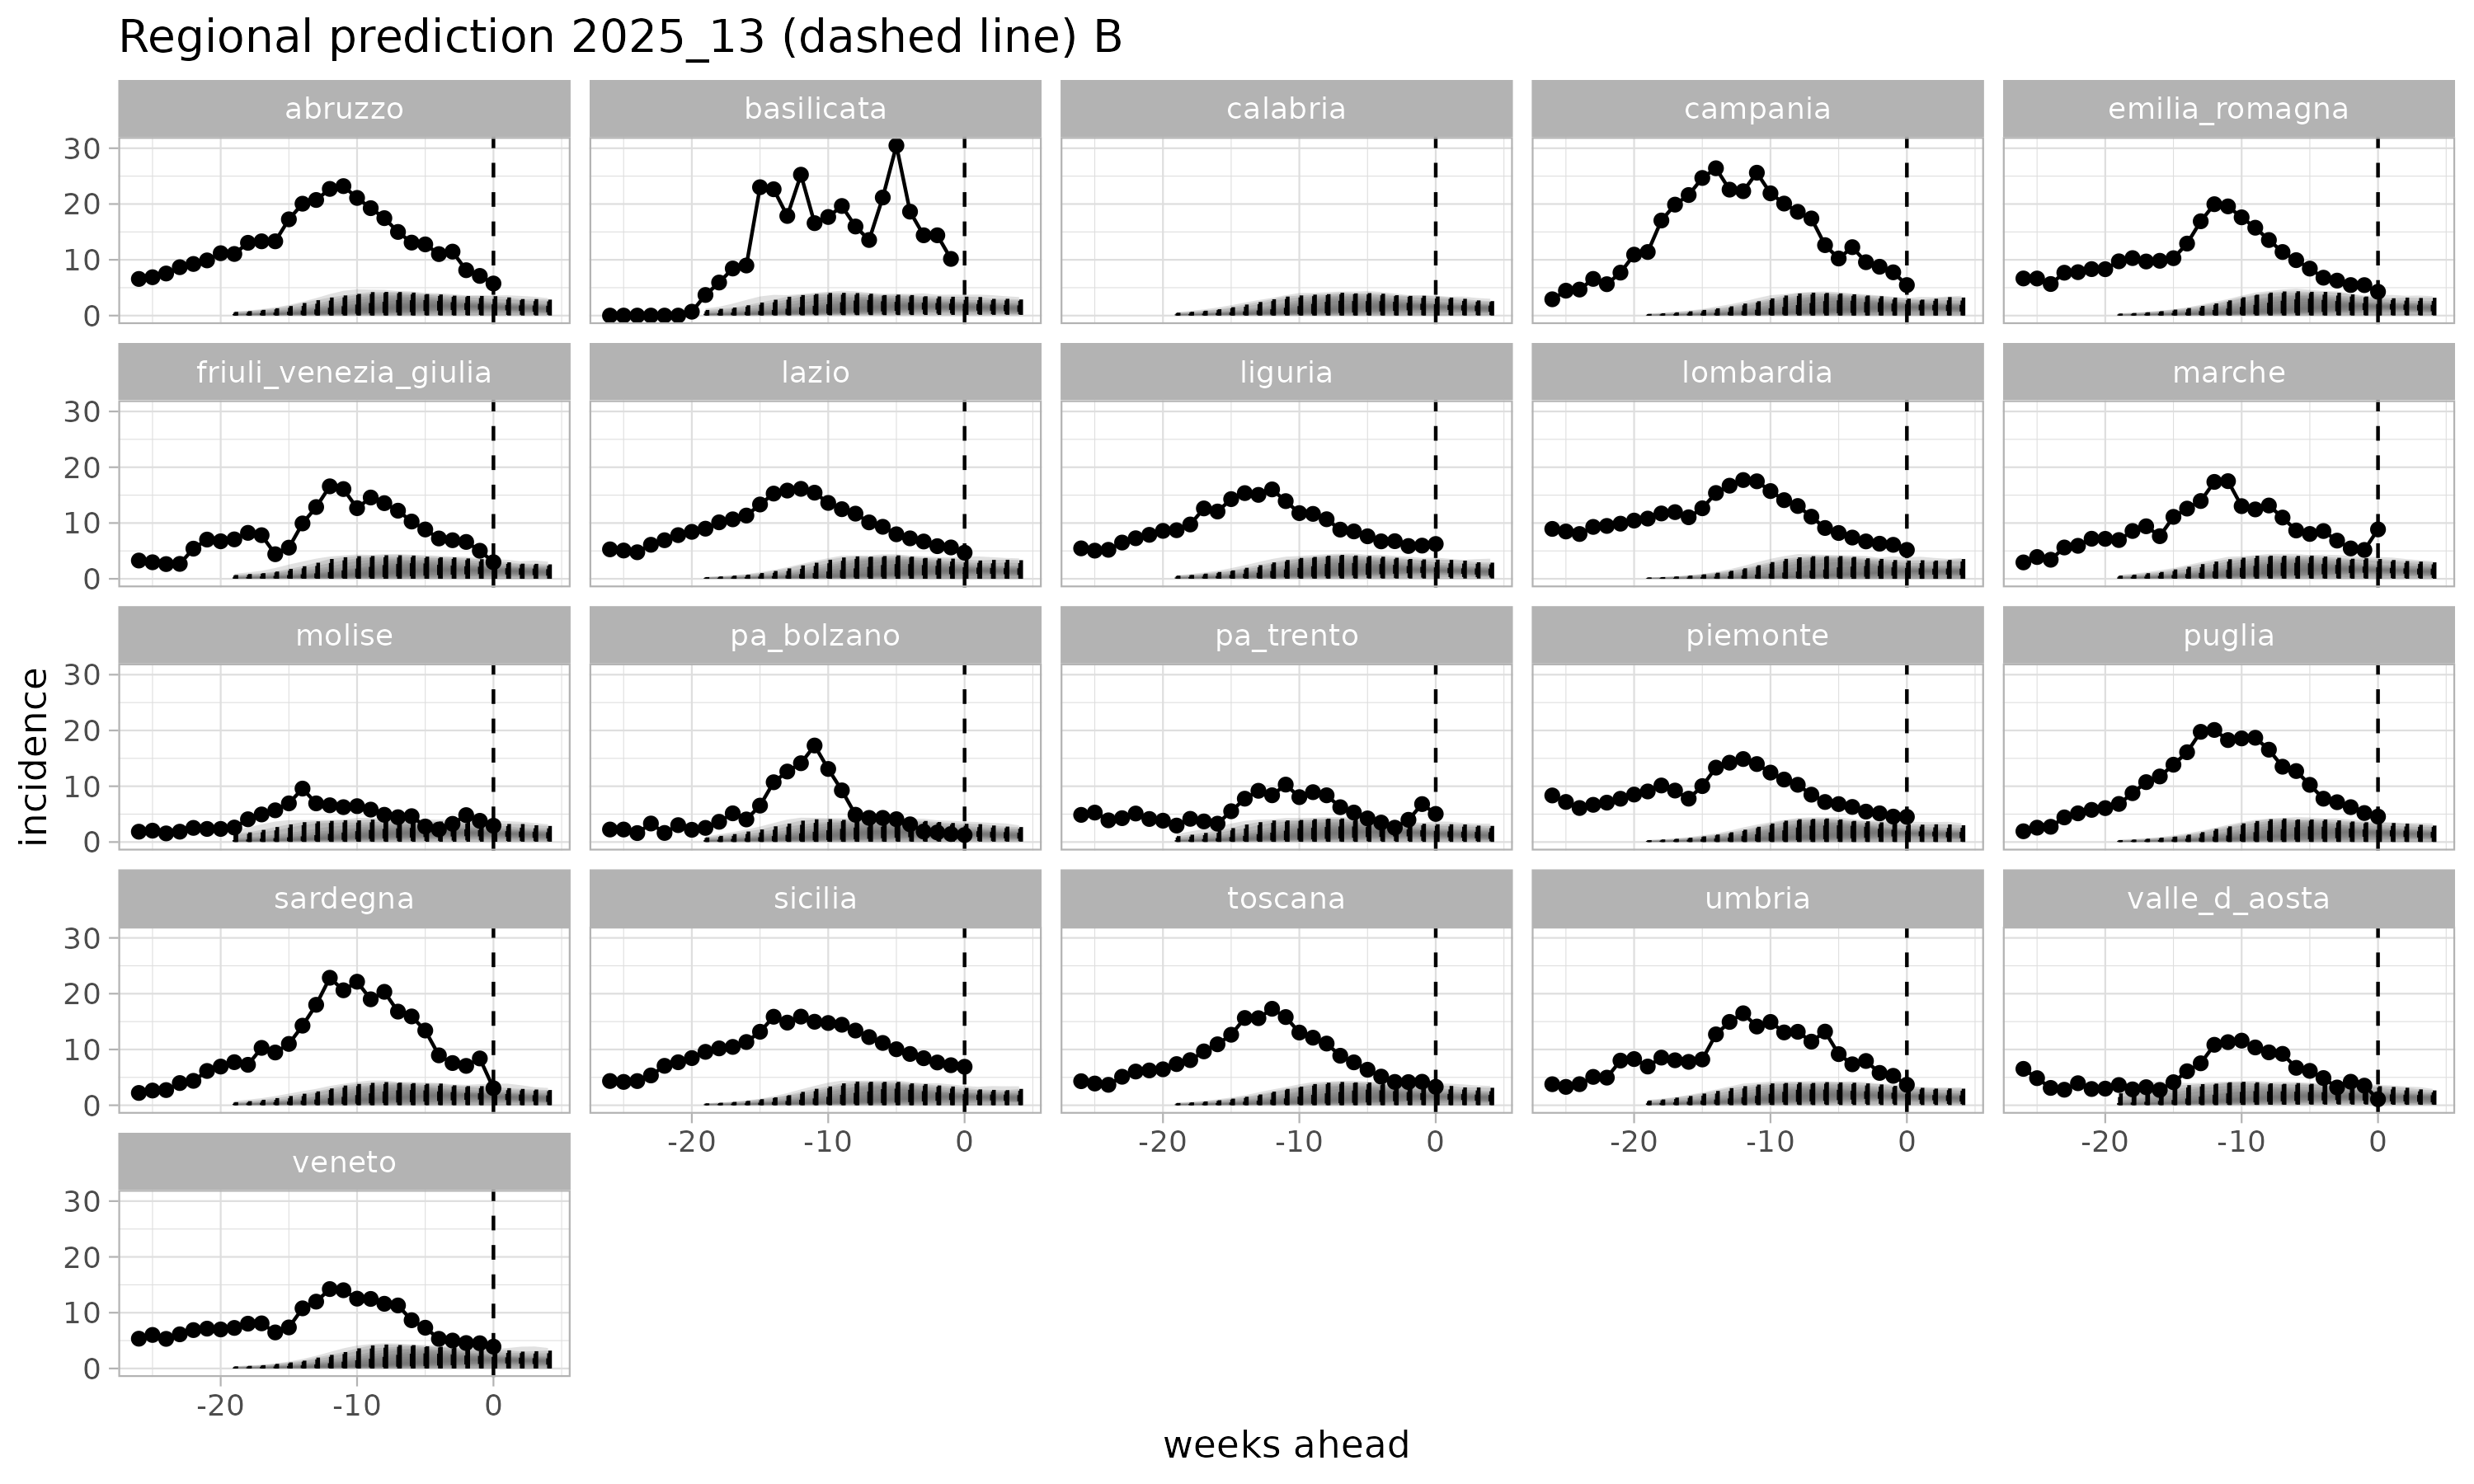 Regional prediction 2025_13 (dashed line) B
abruzzo
basilicata
calabria
campania
emilia_romagna
30
20
10
0
friuli_venezia_giulia
lazio
liguria
lombardia
marche
30
20
10
0
molise
pa_bolzano
pa_trento
piemonte
puglia
30
20
10
0
incidence
sardegna
sicilia
toscana
umbria
valle_d_aosta
30
20
10
0
-20 -10 0
-20 -10 0
-20 -10 0
-20 -10 0
veneto
30
20
10
0
-20 -10 0
weeks ahead